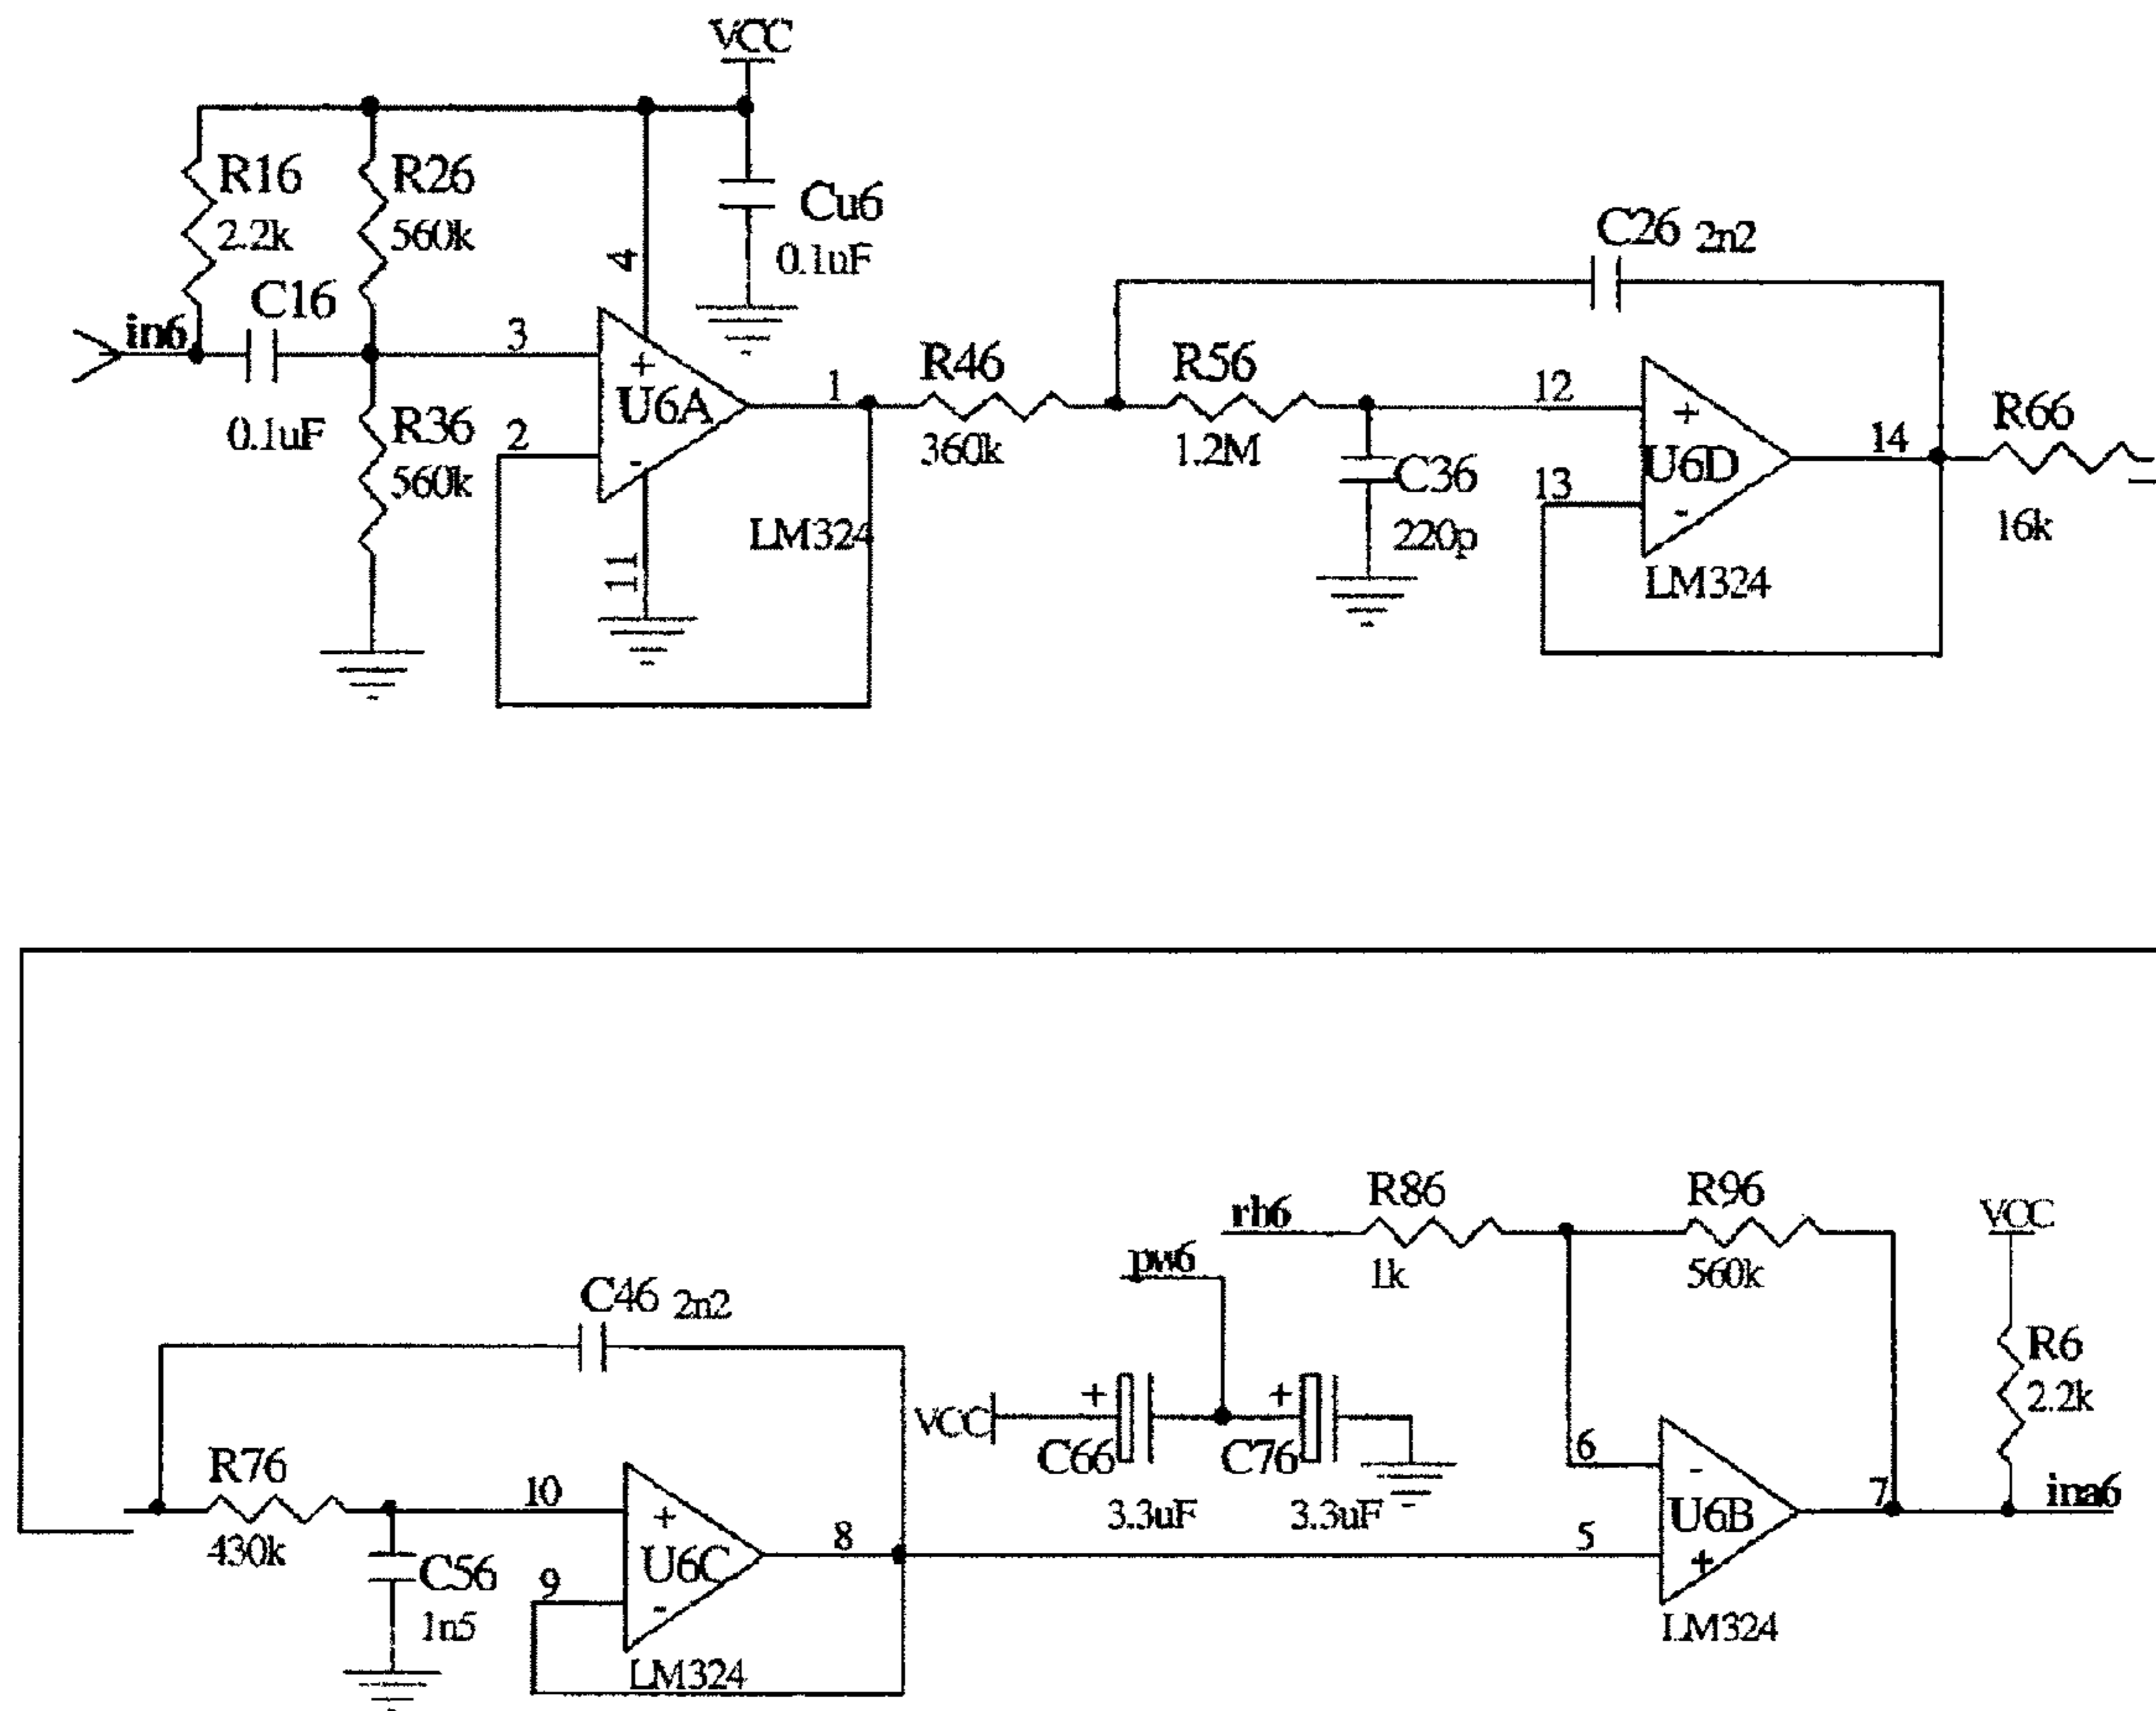 VCC
R16
2.2k
R26
560k
Cu6
0.1uF
4
C26 2n2
in6
C16
0.1uF
3
+
U6A
-
2
1
R36
560k
LM324
11
R46
360k
R56
1.2M
12
+
U6D
-
13
14
R66
16k
C36
220p
LM324
rb6
R86
1k
R96
560k
VCC
pw6
C46 2n2
R6
2.2k
VCC
+
C66
3.3uF
+
C76
3.3uF
R76
430k
10
+
U6C
-
9
8
C56
1n5
LM324
6
-
U6B
+
5
7
ina6
LM324